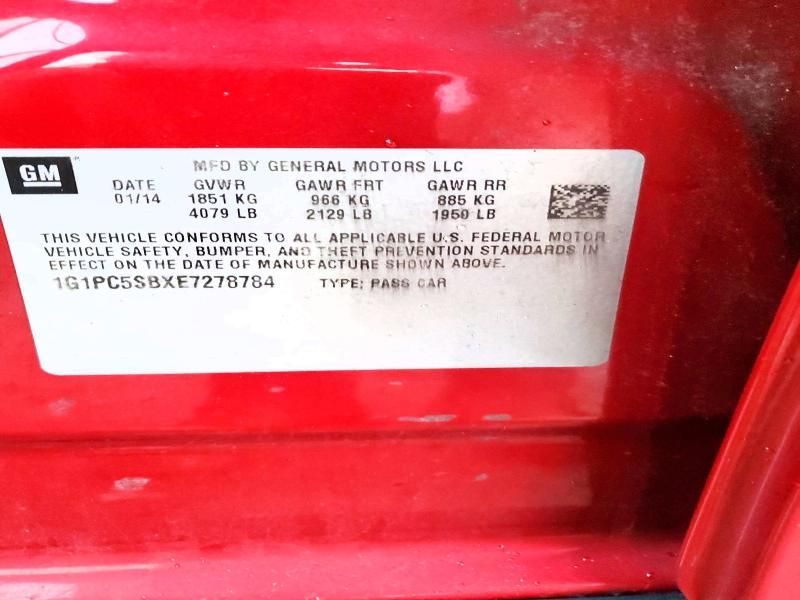 GM
MFD BY GENERAL MOTORS LLC
DATE GVWR GAWR FRT GAWR RR
01/14 1851 KG 966 KG 885 KG
4079 LB 2129 LB 1950 LB
THIS VEHICLE CONFORMS TO ALL APPLICABLE U.S. FEDERAL MOTOR
VEHICLE SAFETY, BUMPER, AND THEFT PREVENTION STANDARDS IN
EFFECT ON THE DATE OF MANUFACTURE SHOWN ABOVE.
1G1PC5SBXE7278784 TYPE: PASS CAR